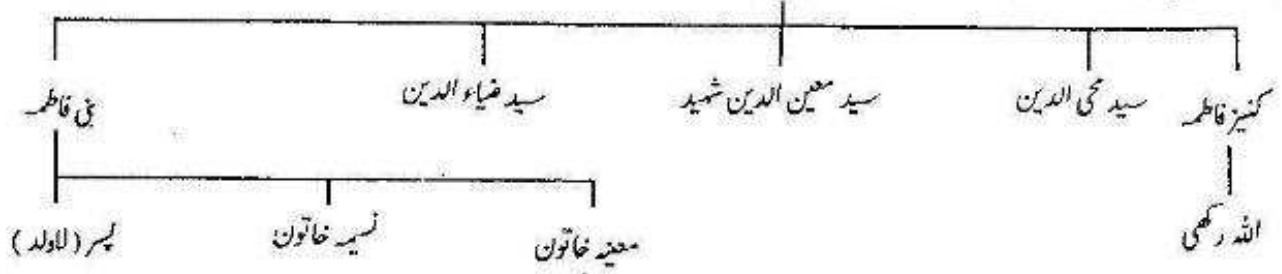 کنیز فاطمہ سید محی الدین سید معین الدین شہید سید ضیاء الدین بنی فاطمہ
اللہ رکھی معینہ خاتون نسیمہ خاتون پسر (لاولد)